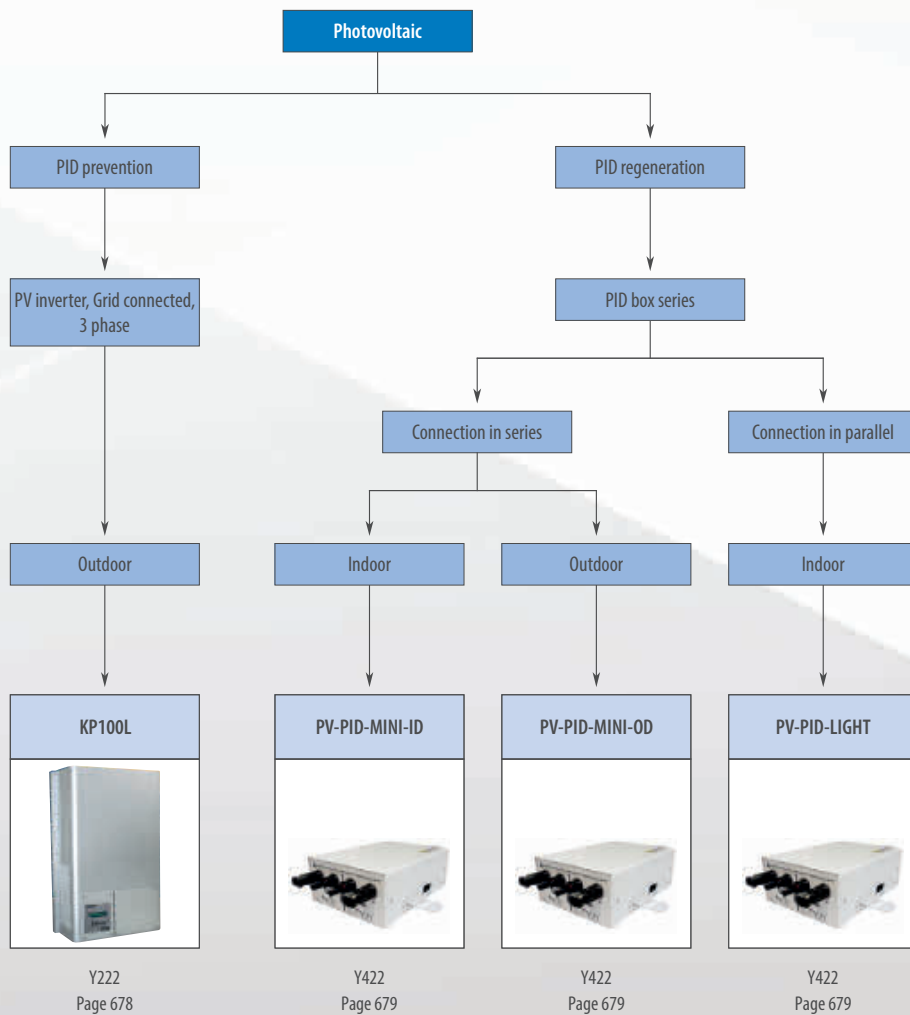 Photovoltaic
PID prevention
PID regeneration
PV inverter, Grid connected,
3 phase
PID box series
Connection in series
Connection in parallel
Outdoor
Indoor
Outdoor
Indoor
KP100L
PV-PID-MINI-ID
PV-PID-MINI-OD
PV-PID-LIGHT
Y222
Page 678
Y422
Page 679
Y422
Page 679
Y422
Page 679